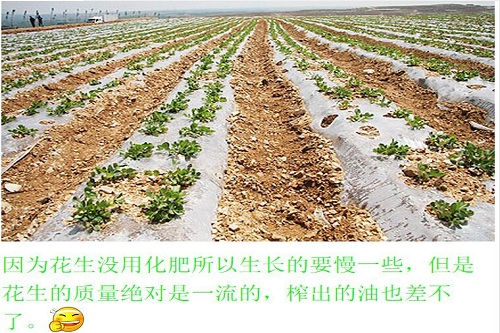 因为花生没用化肥所以生长的要慢一些，但是
花生的质量绝对是一流的，榨出的油也差不
了。